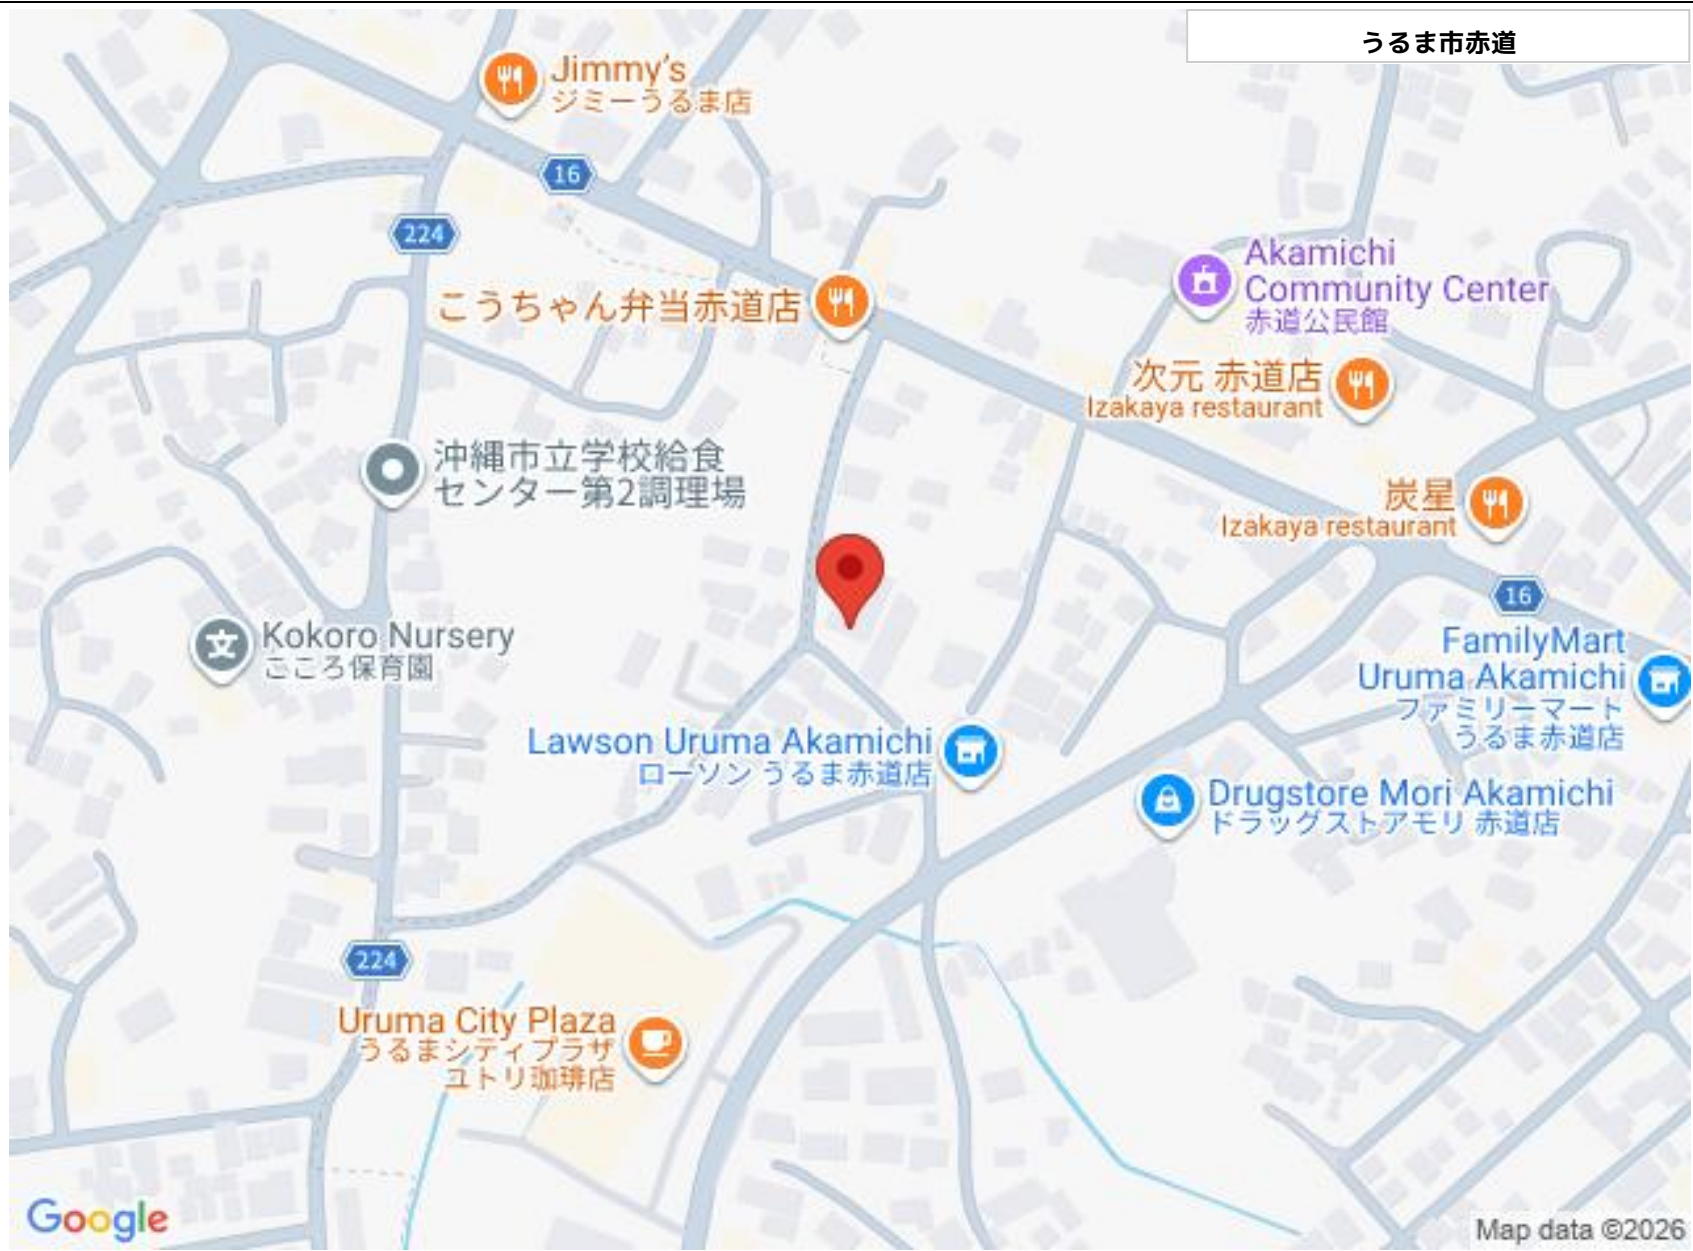 うるま市赤道
Jimmy's
ジミーうるま店
16
224
こうちゃん弁当赤道店
Akamichi
Community Center
赤道公民館
次元 赤道店
Izakaya restaurant
沖縄市立学校給食
センター第2調理場
炭星
Izakaya restaurant
16
Kokoro Nursery
こころ保育園
FamilyMart
Uruma Akamichi
ファミリーマート
うるま赤道店
Lawson Uruma Akamichi
ローソン うるま赤道店
Drugstore Mori Akamichi
ドラッグストアモリ 赤道店
224
Uruma City Plaza
うるまシティプラザ
ユトリ珈琲店
Google
Map data ©2026